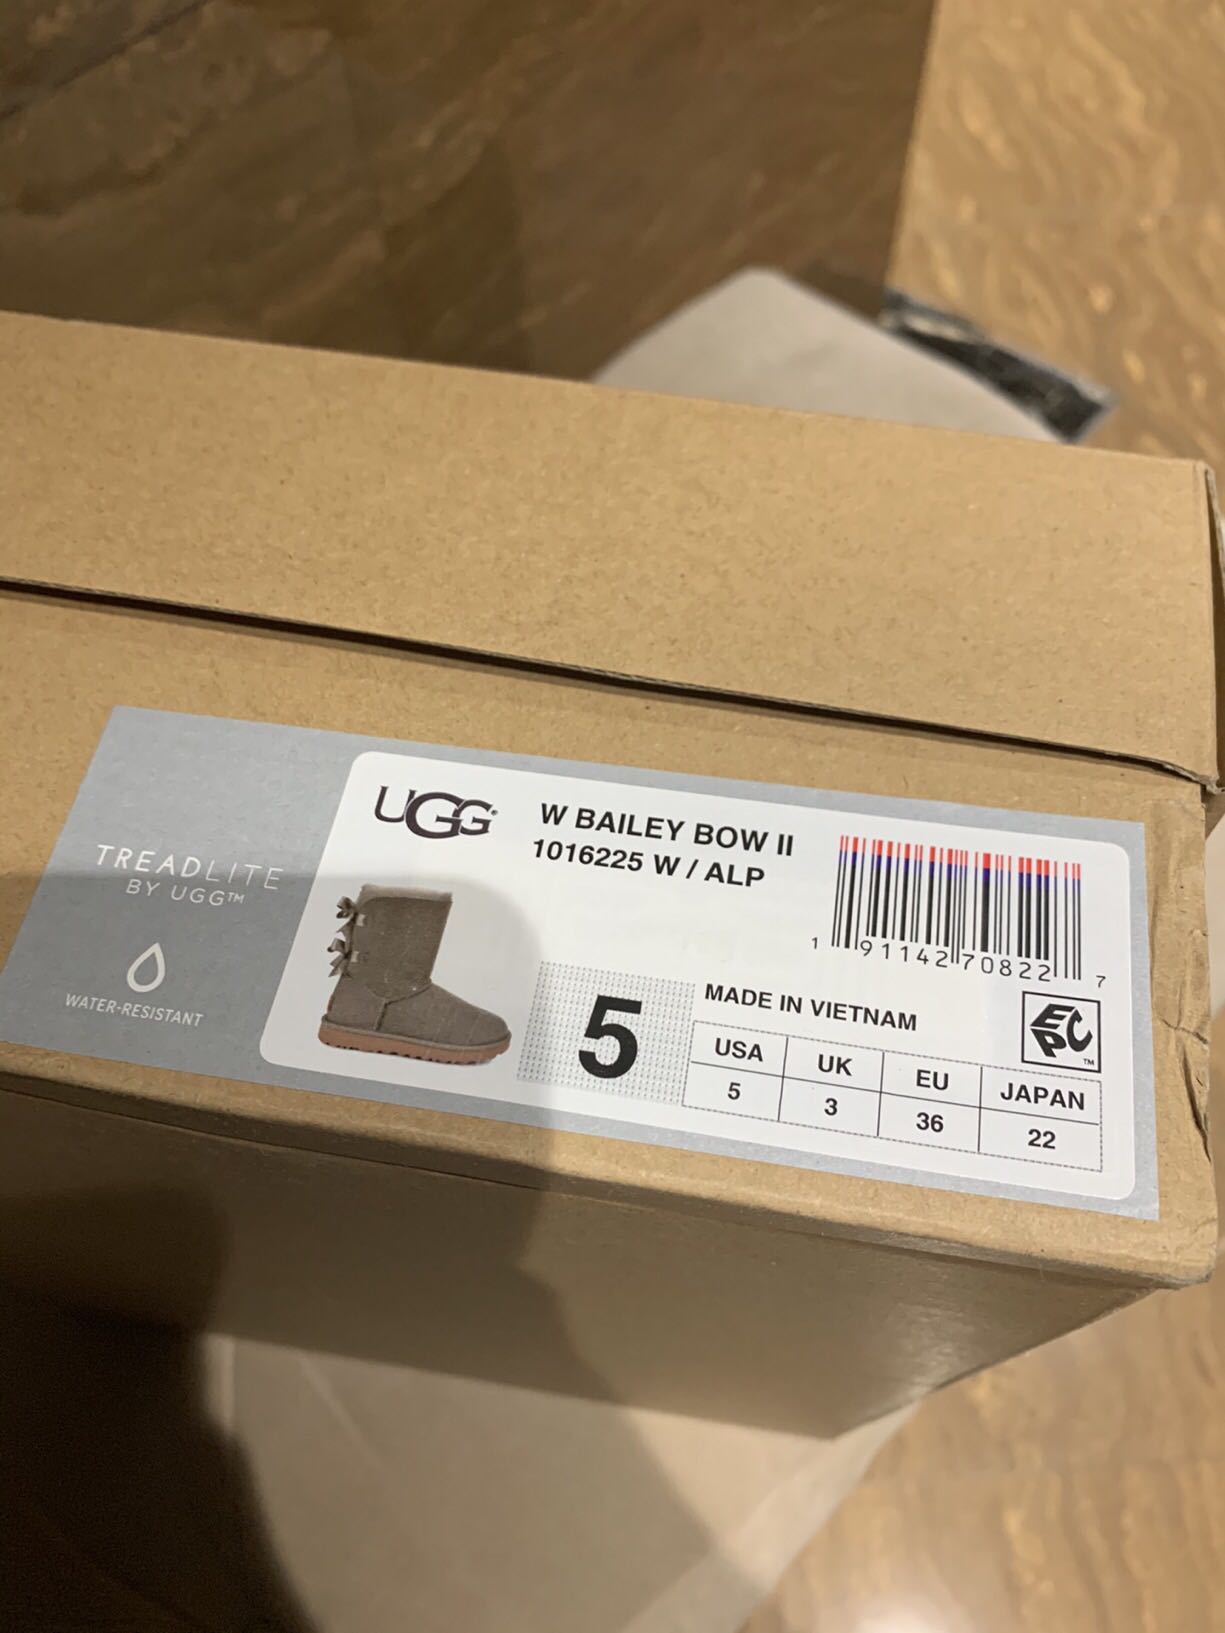 TREADLITE
BY UGG™
WATER-RESISTANT
UGG®
W BAILEY BOW II
1016225 W / ALP
1 91142 70822 7
5
MADE IN VIETNAM
EPC™
USA UK EU JAPAN
5 3 36 22